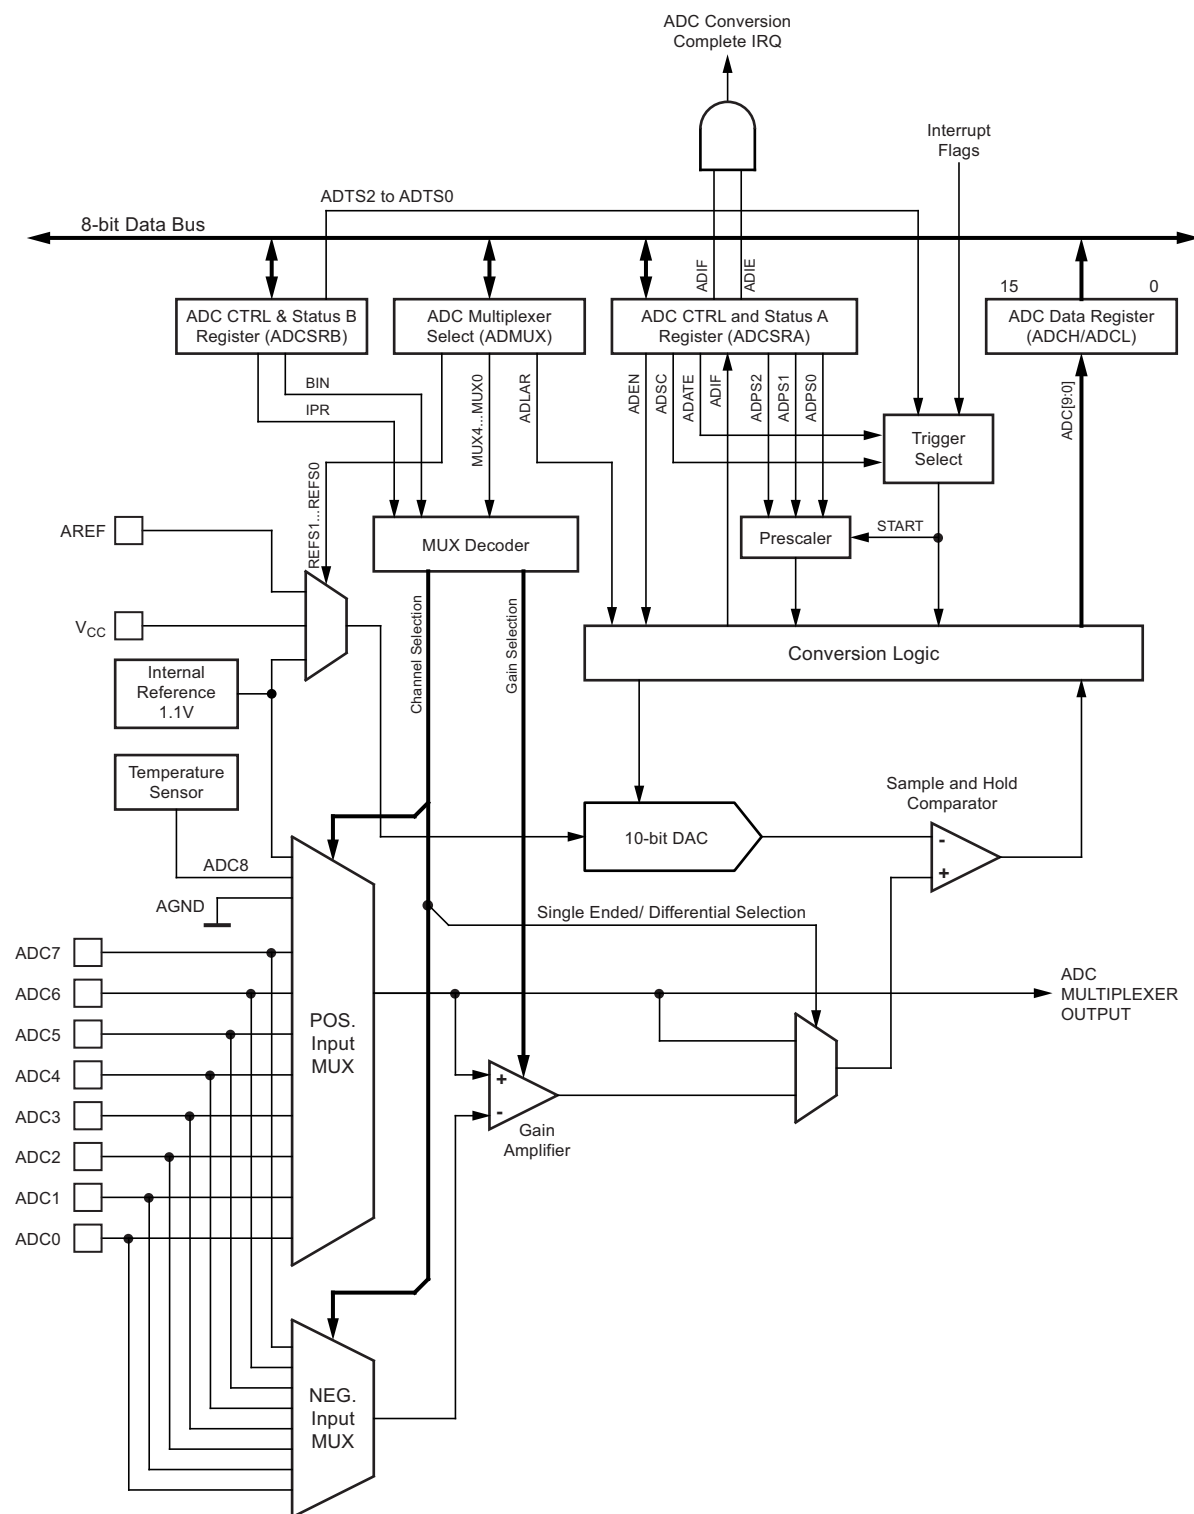 ADC Conversion
Complete IRQ
Interrupt
Flags
ADTS2 to ADTS0
8-bit Data Bus
ADIF
ADIE
15
0
ADC CTRL & Status B
Register (ADCSRB)
ADC Multiplexer
Select (ADMUX)
ADC CTRL and Status A
Register (ADCSRA)
ADC Data Register
(ADCH/ADCL)
BIN
IPR
REFS1...REFS0
MUX4...MUX0
ADLAR
ADEN
ADSC
ADATE
ADIF
ADPS2
ADPS1
ADPS0
ADC[9:0]
Trigger
Select
AREF
MUX Decoder
Prescaler
START
VCC
Channel Selection
Gain Selection
Conversion Logic
Internal
Reference
1.1V
Temperature
Sensor
Sample and Hold
Comparator
10-bit DAC
-
+
ADC8
AGND
Single Ended/ Differential Selection
ADC7
ADC6
ADC5
ADC4
ADC3
ADC2
ADC1
ADC0
POS.
Input
MUX
ADC
MULTIPLEXER
OUTPUT
+
-
Gain
Amplifier
NEG.
Input
MUX